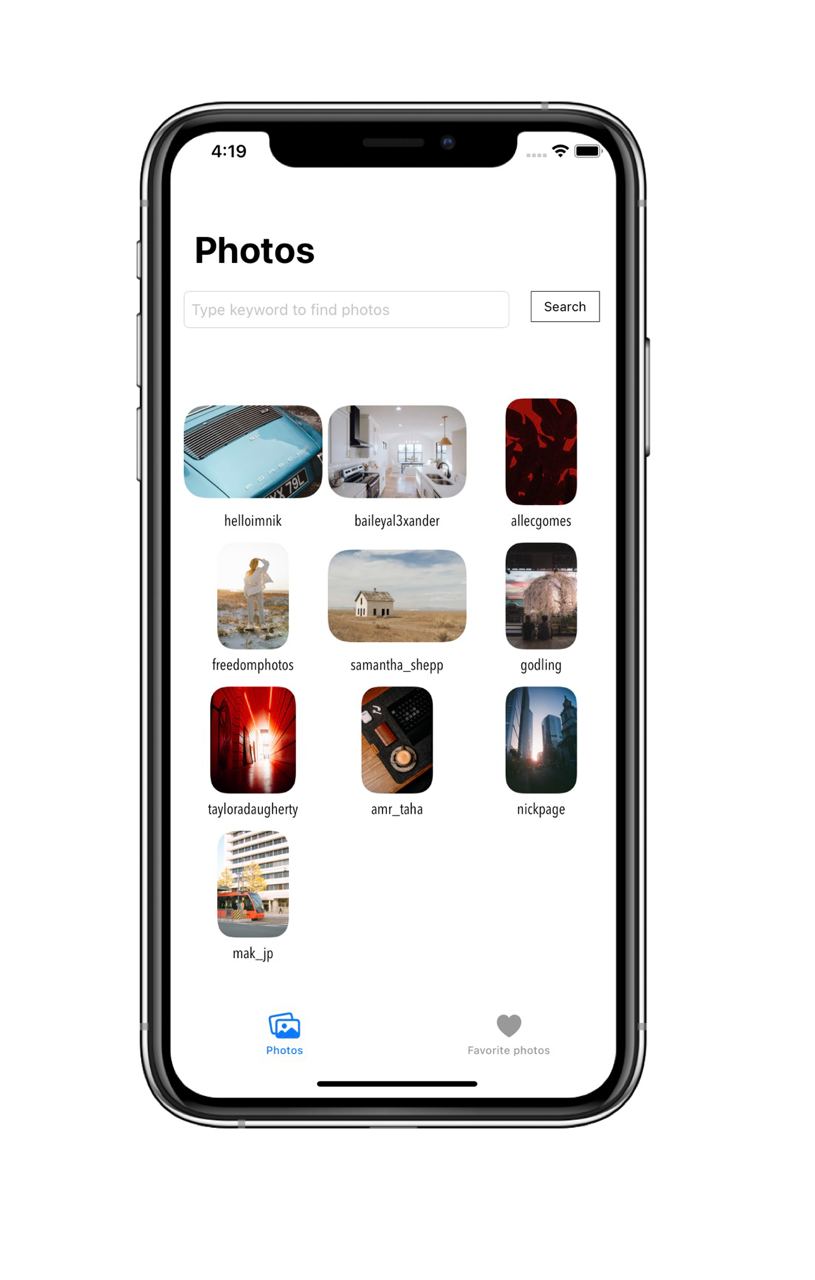 4:19
Photos
Type keyword to find photos
Search
PORSCHE
helloimnik
baileyal3xander
allecgomes
freedomphotos
samantha_shepp
godling
tayloradaugherty
amr_taha
nickpage
mak_jp
Photos
Favorite photos